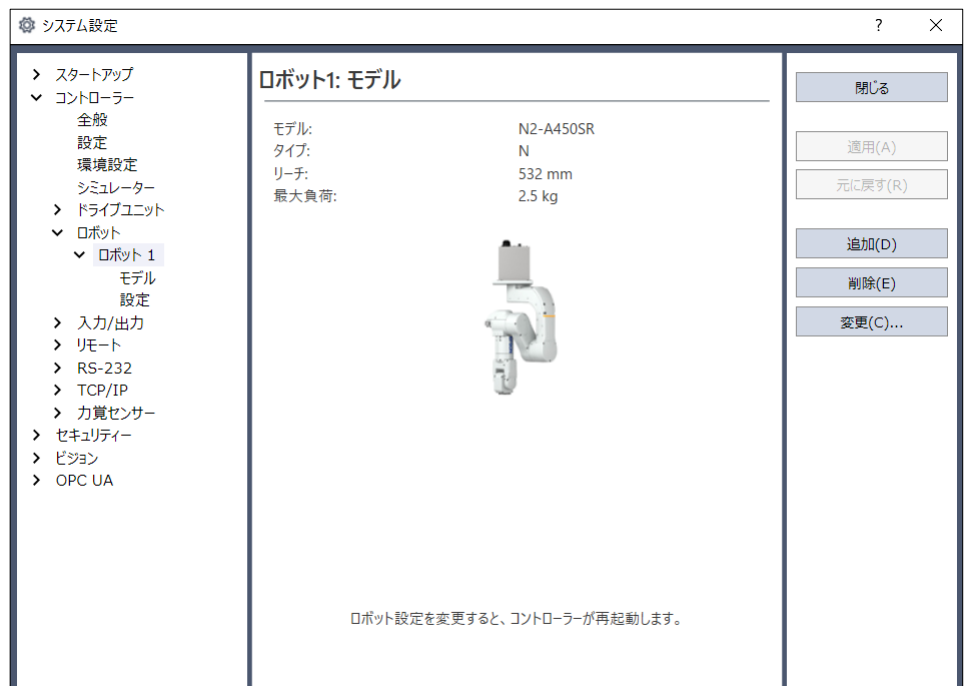 システム設定
?
スタートアップ
コントローラー
全般
設定
環境設定
シミュレーター
ドライブユニット
ロボット
ロボット 1
モデル
設定
入力/出力
リモート
RS-232
TCP/IP
力覚センサー
セキュリティー
ビジョン
OPC UA
ロボット1: モデル
モデル: N2-A450SR
タイプ: N
リーチ: 532 mm
最大負荷: 2.5 kg
ロボット設定を変更すると、コントローラーが再起動します。
閉じる
適用(A)
元に戻す(R)
追加(D)
削除(E)
変更(C)...